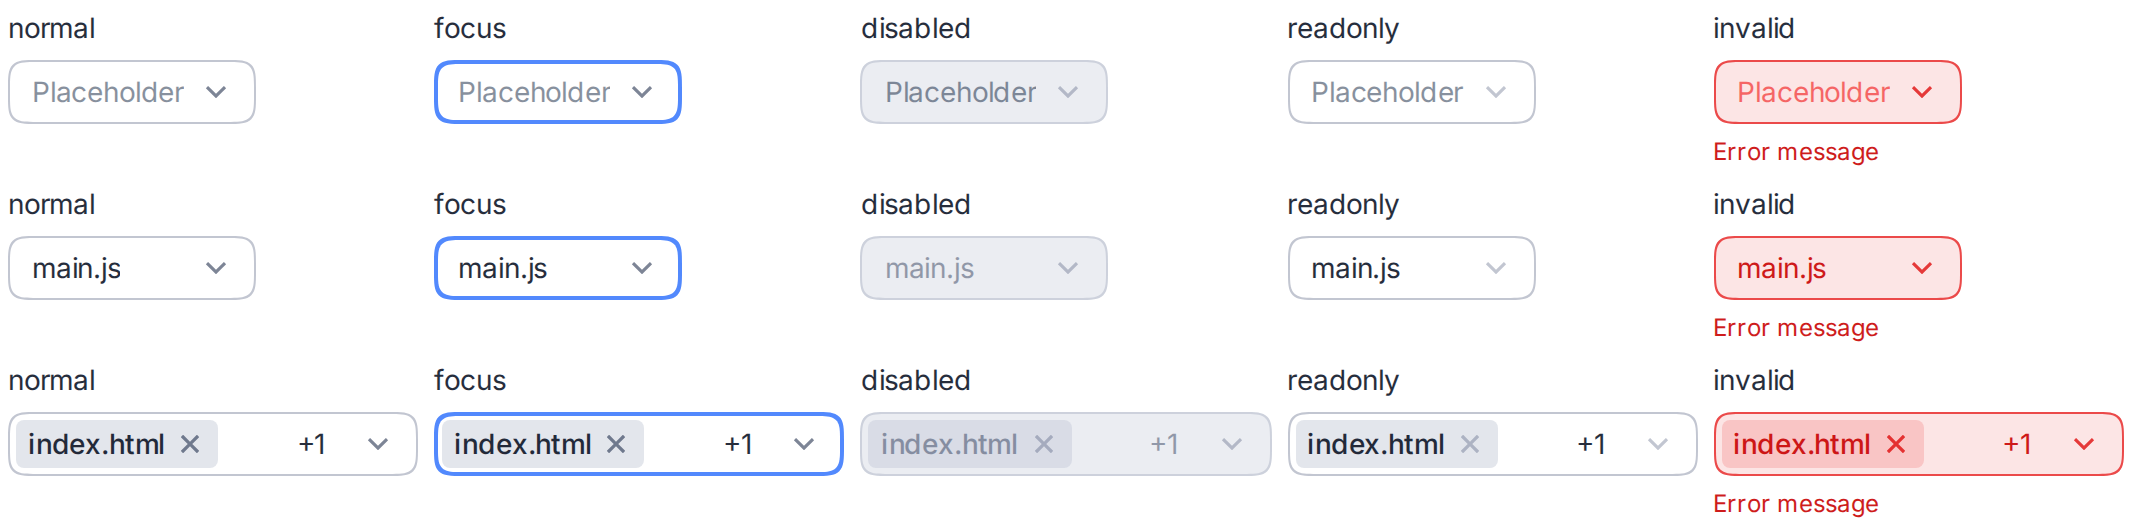 normal focus disabled readonly invalid
Placeholder Placeholder Placeholder Placeholder Placeholder
Error message
normal focus disabled readonly invalid
main.js main.js main.js main.js main.js
Error message
normal focus disabled readonly invalid
index.html +1 index.html +1 index.html +1 index.html +1 index.html +1
Error message